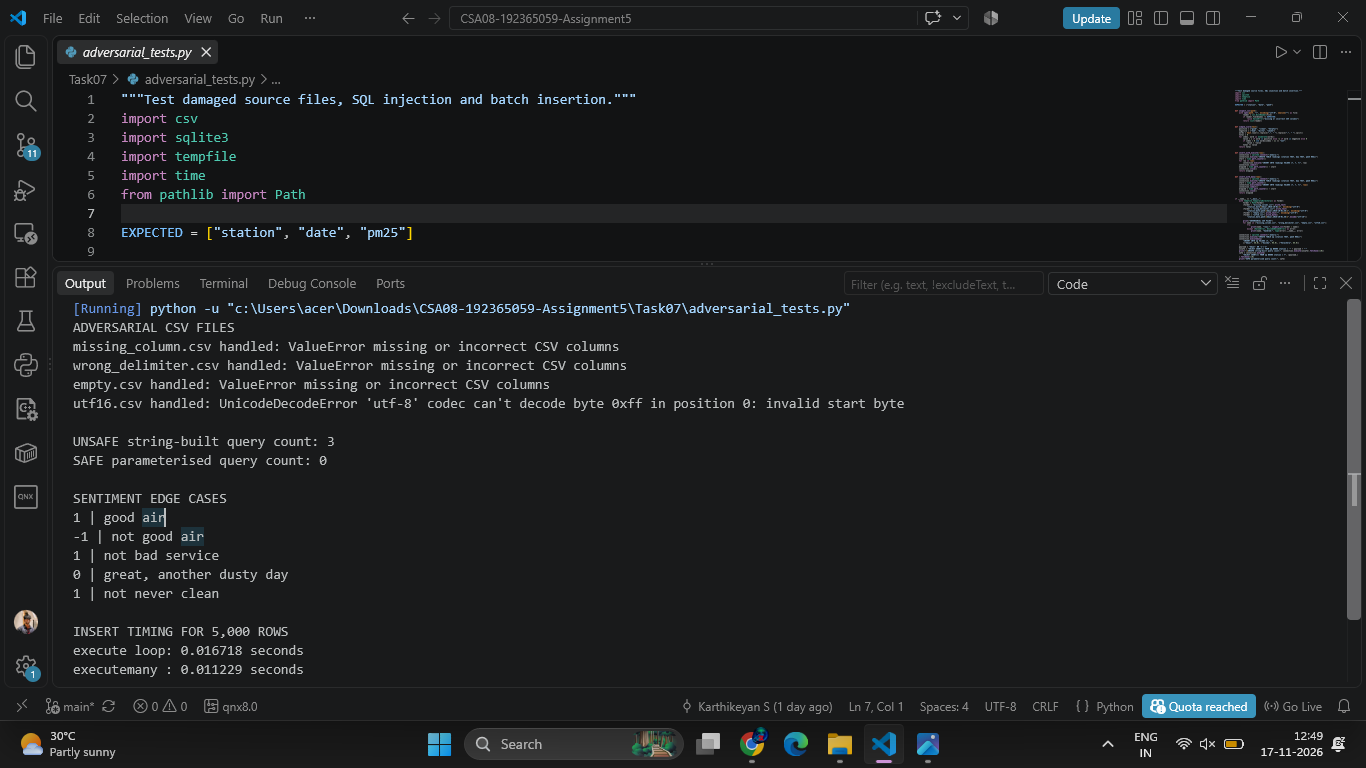 File Edit Selection View Go Run ··· CSA08-192365059-Assignment5 Update
adversarial_tests.py
Task07 > adversarial_tests.py > ...
1 """Test damaged source files, SQL injection and batch insertion."""
2 import csv
3 import sqlite3
4 import tempfile
5 import time
6 from pathlib import Path
7
8 EXPECTED = ["station", "date", "pm25"]
9
11
Output Problems Terminal Debug Console Ports Filter (e.g. text, !excludeText, t... Code
[Running] python -u "c:\Users\acer\Downloads\CSA08-192365059-Assignment5\Task07\adversarial_tests.py"
ADVERSARIAL CSV FILES
missing_column.csv handled: ValueError missing or incorrect CSV columns
wrong_delimiter.csv handled: ValueError missing or incorrect CSV columns
empty.csv handled: ValueError missing or incorrect CSV columns
utf16.csv handled: UnicodeDecodeError 'utf-8' codec can't decode byte 0xff in position 0: invalid start byte
UNSAFE string-built query count: 3
SAFE parameterised query count: 0
SENTIMENT EDGE CASES
1 | good air
-1 | not good air
1 | not bad service
0 | great, another dusty day
1 | not never clean
INSERT TIMING FOR 5,000 ROWS
execute loop: 0.016718 seconds
executemany : 0.011229 seconds
QNX
1
main* 0 0 qnx8.0 Karthikeyan S (1 day ago) Ln 7, Col 1 Spaces: 4 UTF-8 CRLF { } Python Quota reached Go Live
30°C
Partly sunny
Search
ENG
IN
12:49
17-11-2026